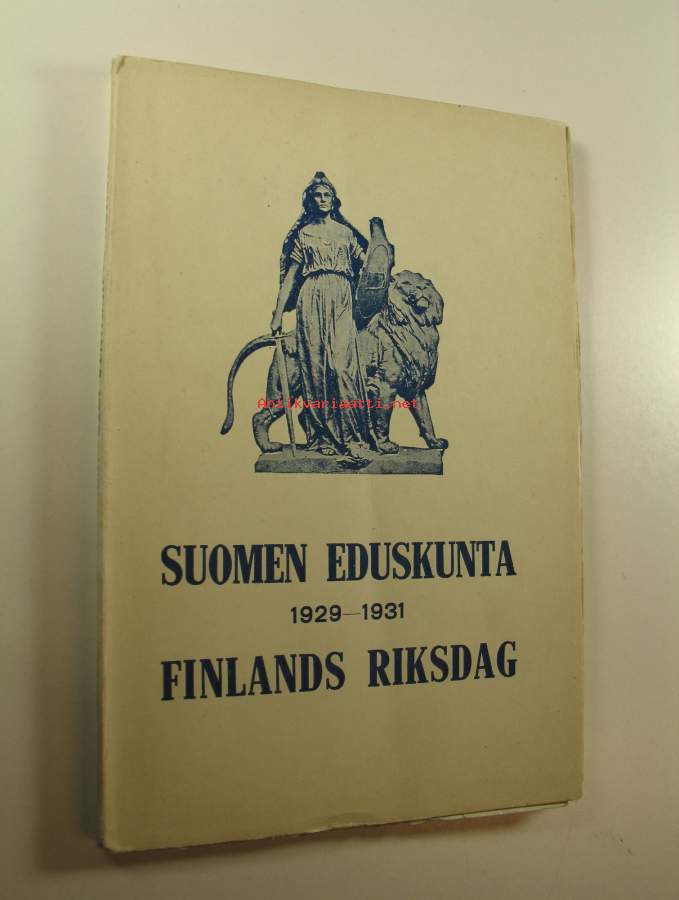 Antikvariaatti.net
SUOMEN EDUSKUNTA
1929—1931
FINLANDS RIKSDAG